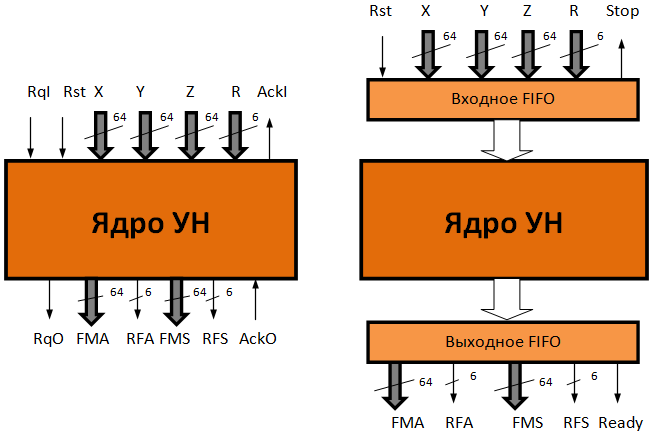 Rst X Y Z R Stop
64 64 64 6
Входное FIFO
RqI Rst X Y Z R AckI
64 64 64 6
Ядро УН
Ядро УН
64 6 64 6
RqO FMA RFA FMS RFS AckO
Выходное FIFO
64 6 64 6
FMA RFA FMS RFS Ready